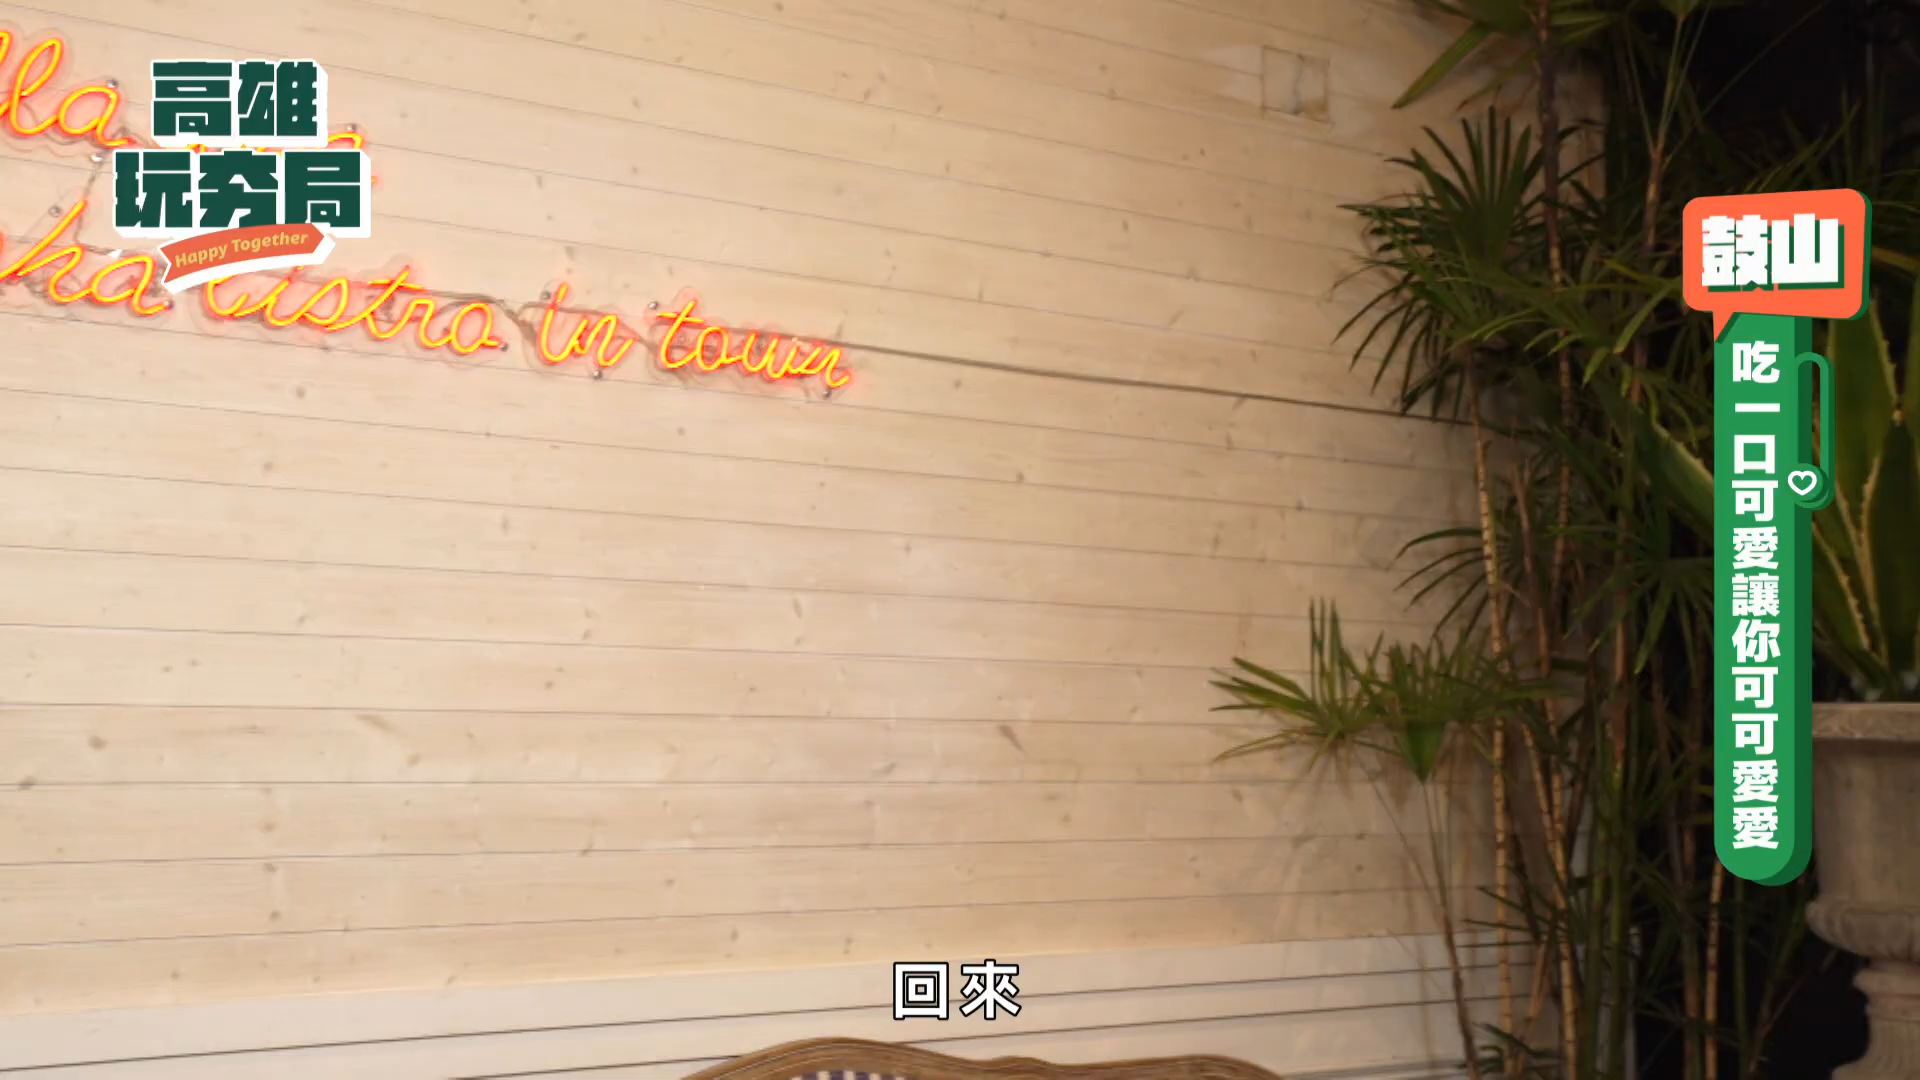 高雄
玩夯局
Happy Together
bistro in town
鼓山
吃一口可愛讓你可可愛愛
回來